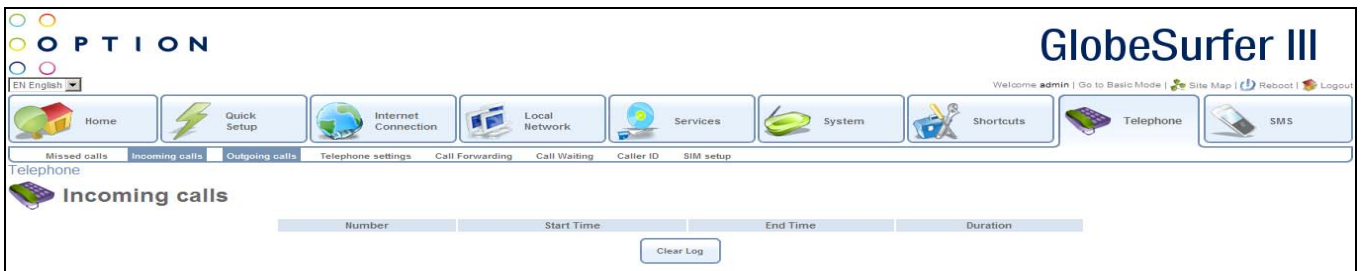 OPTION
GlobeSurfer III
EN English
Welcome admin | Go to Basic Mode | Site Map | Reboot | Logout
Home
Quick Setup
Internet Connection
Local Network
Services
System
Shortcuts
Telephone
SMS
Missed calls Incoming calls Outgoing calls Telephone settings Call Forwarding Call Waiting Caller ID SIM setup
Telephone
Incoming calls
Number Start Time End Time Duration
Clear Log